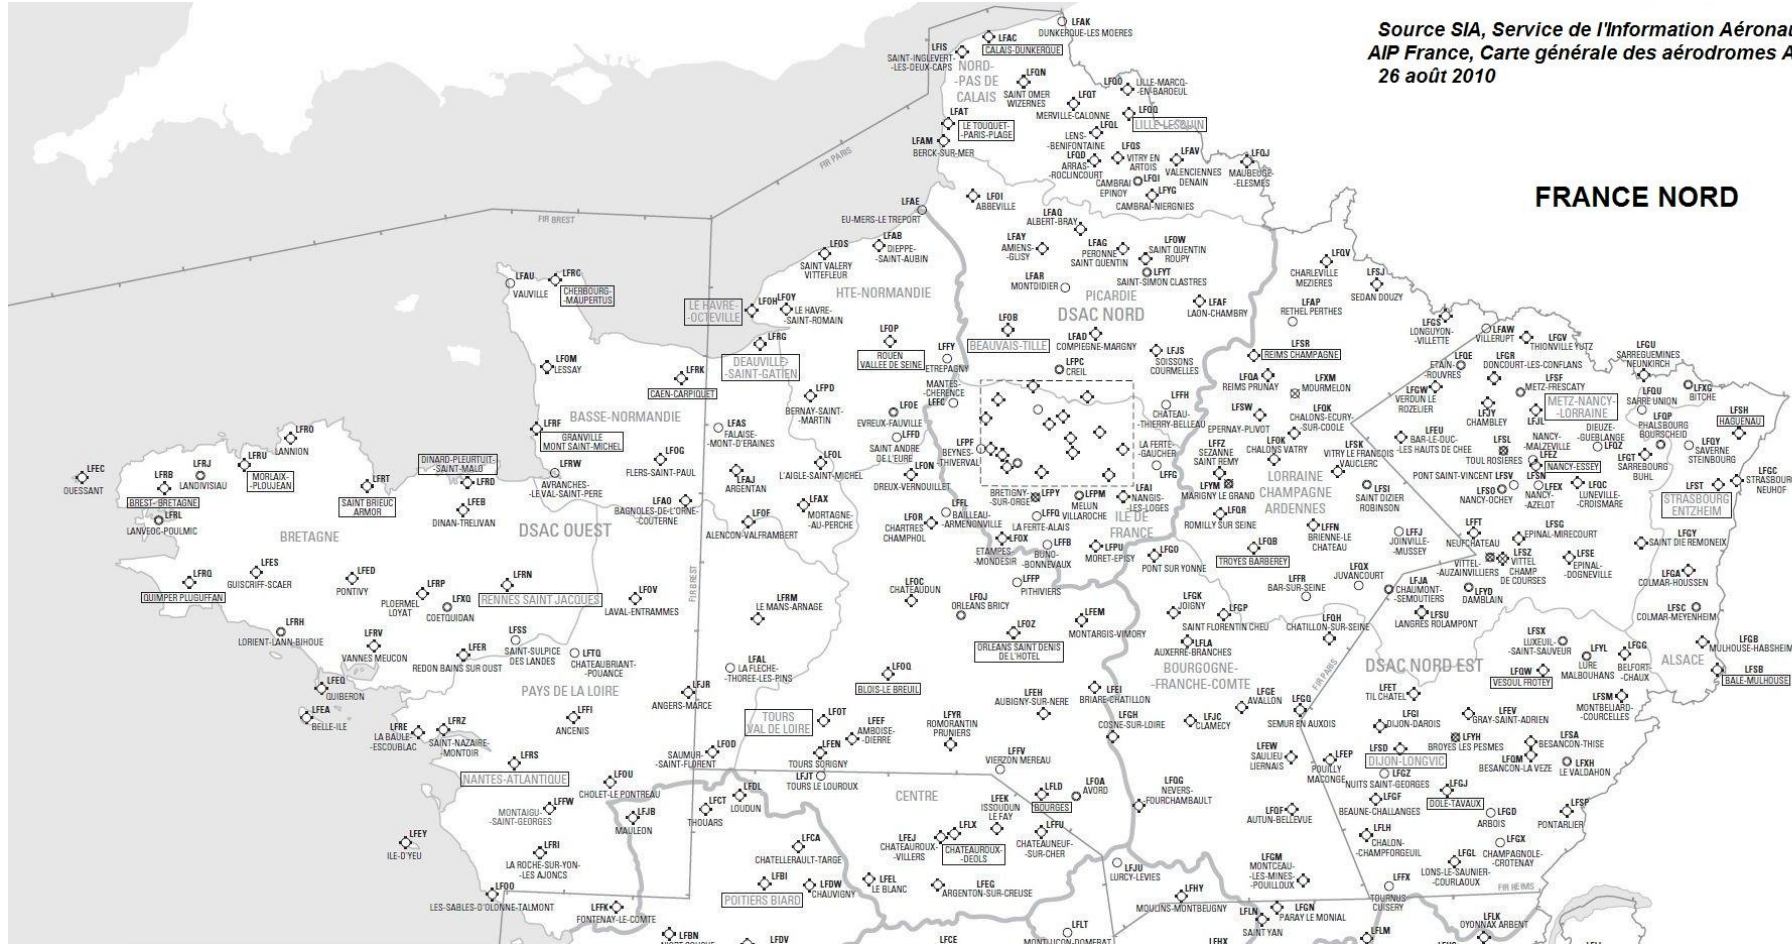 Source SIA, Service de l'Information Aéronau
AIP France, Carte générale des aérodromes A
26 août 2010
FRANCE NORD
LFAK
DUNKERQUE-LES MOERES
LFAC
CALAIS-DUNKERQUE
LFIS
SAINT-INGLEVERT-
-LES-DEUX-CAPS
NORD-
-PAS DE
CALAIS
LFQN
SAINT OMER
WIZERNES
LFQO
LILLE-MARCQ-
-EN-BAROEUL
LFQT
MERVILLE-CALONNE
LFQQ
LILLE-LESQUIN
LFAT
LE TOUQUET-
-PARIS-PLAGE
LFAM
BERCK-SUR-MER
LFQL
LENS-
-BENIFONTAINE
LFQD
ARRAS-
-ROCLINCOURT
LFQS
VITRY EN
ARTOIS
LFAV
VALENCIENNES
DENAIN
LFQJ
MAUBEUGE-
-ELESMES
CAMBRAI
EPINOY
LFQI
LFYG
CAMBRAI-NIERGNIES
FIR PARIS
FIR BREST
LFAE
EU-MERS-LE TREPORT
LFOI
ABBEVILLE
LFAQ
ALBERT-BRAY
LFAY
AMIENS-
-GLISY
LFAG
PERONNE
SAINT QUENTIN
LFOW
SAINT QUENTIN
ROUPY
LFYT
SAINT-SIMON CLASTRES
LFAR
MONTDIDIER
PICARDIE
DSAC NORD
LFAF
LAON-CHAMBRY
LFAB
DIEPPE-
-SAINT-AUBIN
LFOS
SAINT VALERY
VITTEFLEUR
HTE-NORMANDIE
LFAU
VAUVILLE
LFRC
CHERBOURG-
-MAUPERTUS
LE HAVRE-
-OCTEVILLE
LFOH
LFOY
LE HAVRE-
-SAINT-ROMAIN
LFRG
DEAUVILLE-
-SAINT-GATIEN
LFOP
ROUEN
VALLEE DE SEINE
LFOB
BEAUVAIS-TILLE
LFAD
COMPIEGNE-MARGNY
LFJS
SOISSONS
COURMELLES
LFPC
CREIL
LFFY
ETREPAGNY
MANTES-
-CHERENCE
LFFC
LFQV
CHARLEVILLE
MEZIERES
LFSJ
SEDAN DOUZY
LFAP
RETHEL PERTHES
LFSR
REIMS CHAMPAGNE
LFQA
REIMS PRUNAY
LFXM
MOURMELON
LFSW
EPERNAY-PLIVOT
LFQK
CHALONS-ECURY-
-SUR-COOLE
LFOK
CHALONS VATRY
LFSK
VITRY LE FRANCOIS
VAUCLERC
LFFH
CHATEAU-
-THIERRY-BELLEAU
LA FERTE-
-GAUCHER
LFFG
LFFZ
SEZANNE
SAINT REMY
LFYM
MARIGNY LE GRAND
LORRAINE
CHAMPAGNE
ARDENNES
LFSI
SAINT DIZIER
ROBINSON
LFGS
LONGUYON-
-VILLETTE
LFAW
VILLERUPT
LFGV
THIONVILLE YUTZ
LFQE
ETAIN-
-ROUVRES
LFGR
DONCOURT-LES-CONFLANS
LFSF
METZ-FRESCATY
METZ-NANCY-
-LORRAINE
LFGW
VERDUN LE
ROZELIER
LFJY
CHAMBLEY
LFJL
LFGU
SARREGUEMINES
NEUNKIRCH
LFXG
BITCHE
LFQU
SARRE UNION
LFQP
PHALSBOURG
BOURSCHEID
LFSH
HAGUENAU
LFQY
SAVERNE
STEINBOURG
LFGT
SARREBOURG
BUHL
LFGC
STRASBOURG
NEUHOF
LFST
STRASBOURG
ENTZHEIM
LFEU
BAR-LE-DUC-
-LES HAUTS DE CHEE
LFSL
TOUL ROSIERES
NANCY-
-MALZEVILLE
LFEZ
DIEUZE-
-GUEBLANGE
LFQZ
NANCY-ESSEY
PONT SAINT-VINCENT
LFSV
LFSO
NANCY-OCHEY
LFSN
LFEX
NANCY-
-AZELOT
LFQC
LUNEVILLE-
-CROISMARE
LFOM
LESSAY
LFRK
CAEN-CARPIQUET
BASSE-NORMANDIE
LFRF
GRANVILLE
MONT SAINT-MICHEL
LFRW
AVRANCHES-
-LE VAL-SAINT-PERE
LFOG
FLERS-SAINT-PAUL
LFAS
FALAISE-
-MONT-D'ERAINES
LFAJ
ARGENTAN
LFAO
BAGNOLES-DE-L'ORNE-
-COUTERNE
LFPD
BERNAY-SAINT-
-MARTIN
LFOE
EVREUX-FAUVILLE
LFFD
SAINT ANDRE
DE L'EURE
LFOL
L'AIGLE-SAINT-MICHEL
LFON
DREUX-VERNOUILLET
LFAX
MORTAGNE-
-AU-PERCHE
LFOF
ALENCON-VALFRAMBERT
LFOR
CHARTRES
CHAMPHOL
LFFL
BAILLEAU-
ARMENONVILLE
LFPF
BEYNES-
-THIVERVAL
BRETIGNY-
-SUR-ORGE
LFPY
LFPM
MELUN
VILLAROCHE
LFAI
NANGIS-
-LES-LOGES
LFFQ
LA FERTE-ALAIS
ILE DE
FRANCE
LFOX
ETAMPES-
-MONDESIR
LFFB
BUNO-
-BONNEVAUX
LFPU
MORET-EPISY
LFFP
PITHIVIERS
LFGO
PONT SUR YONNE
LFQR
ROMILLY SUR SEINE
LFQB
TROYES BARBEREY
LFFN
BRIENNE-LE
CHATEAU
LFFJ
JOINVILLE-
-MUSSEY
LFFR
BAR-SUR-SEINE
LFQX
JUVANCOURT
LFFT
NEUFCHATEAU
LFSG
EPINAL-MIRECOURT
VITTEL-
-AUZAINVILLIERS
LFSZ
VITTEL
CHAMP
DE COURSES
LFSE
EPINAL-
-DOGNEVILLE
LFGY
SAINT DIE REMONEIX
LFGA
COLMAR-HOUSSEN
LFSC
COLMAR-MEYENHEIM
LFJA
CHAUMONT-
-SEMOUTIERS
LFYD
DAMBLAIN
LFSU
LANGRES ROLAMPONT
LFEC
OUESSANT
LFRB
BREST-BRETAGNE
LFRJ
LANDIVISIAU
LFRU
MORLAIX-
-PLOUJEAN
LFRO
LANNION
LFRL
LANVEOC-POULMIC
LFRT
SAINT BRIEUC
ARMOR
DINARD-PLEURTUIT-
-SAINT-MALO
LFRD
LFEB
DINAN-TRELIVAN
BRETAGNE
DSAC OUEST
LFES
GUISCRIFF-SCAER
LFRQ
QUIMPER PLUGUFFAN
LFED
PONTIVY
LFRP
PLOERMEL
LOYAT
LFXQ
COETQUIDAN
LFRN
RENNES SAINT JACQUES
LFOV
LAVAL-ENTRAMMES
FIR BREST
LFRM
LE MANS-ARNAGE
LFOC
CHATEAUDUN
LFOJ
ORLEANS BRICY
LFOZ
ORLEANS SAINT DENIS
DE L'HOTEL
LFEM
MONTARGIS-VIMORY
LFGK
JOIGNY
LFGP
SAINT FLORENTIN CHEU
LFLA
AUXERRE-BRANCHES
LFQH
CHATILLON-SUR-SEINE
LFRH
LORIENT-LANN-BIHOUE
LFRV
VANNES MEUCON
LFER
REDON BAINS SUR OUST
LFSS
SAINT-SULPICE
DES LANDES
LFTQ
CHATEAUBRIANT-
-POUANCE
LFAL
LA FLECHE-
-THOREE-LES-PINS
LFOQ
BLOIS-LE BREUIL
BOURGOGNE-
-FRANCHE-COMTE
FIR PARIS
DSAC NORD EST
LFSX
LUXEUIL-
-SAINT-SAUVEUR
LFYL
LURE
MALBOUHANS
LFGG
BELFORT-
-CHAUX
ALSACE
LFGB
MULHOUSE-HABSHEIM
LFSB
BALE-MULHOUSE
LFQW
VESOUL FROTEY
LFSM
MONTBELIARD-
-COURCELLES
LFEQ
QUIBERON
LFEA
BELLE-ILE
PAYS DE LA LOIRE
LFJR
ANGERS-MARCE
LFFI
ANCENIS
LFRE
LA BAULE-
-ESCOUBLAC
LFRZ
SAINT-NAZAIRE-
-MONTOIR
LFRS
NANTES-ATLANTIQUE
SAUMUR-
-SAINT-FLORENT
LFOD
TOURS
VAL DE LOIRE
LFOT
LFEF
AMBOISE-
-DIERRE
LFEN
TOURS SORIGNY
LFJT
TOURS LE LOUROUX
LFYR
ROMORANTIN
PRUNIERS
LFEH
AUBIGNY-SUR-NERE
LFEI
BRIARE-CHATILLON
LFGH
COSNE-SUR-LOIRE
LFFV
VIERZON MEREAU
LFJC
CLAMECY
LFGE
AVALLON
LFGQ
SEMUR EN AUXOIS
LFET
TIL CHATEL
LFGI
DIJON-DAROIS
LFEV
GRAY-SAINT-ADRIEN
LFYH
BROYES LES PESMES
LFSA
BESANCON-THISE
LFQM
BESANCON-LA VEZE
LFXH
LE VALDAHON
LFEW
SAULIEU
LIERNAIS
LFEP
POUILLY
MACONGE
LFSD
DIJON-LONGVIC
LFGZ
NUITS SAINT-GEORGES
LFGJ
DOLE-TAVAUX
LFGF
BEAUNE-CHALLANGES
LFGD
ARBOIS
LFSP
PONTARLIER
LFOU
CHOLET-LE PONTREAU
LFFW
MONTAIGU-
-SAINT-GEORGES
LFJB
MAULEON
LFCT
THOUARS
LFDL
LOUDUN
CENTRE
LFEK
ISSOUDUN
LE FAY
LFLD
BOURGES
LFOA
AVORD
LFQG
NEVERS-
-FOURCHAMBAULT
LFQF
AUTUN-BELLEVUE
LFLH
CHALON-
-CHAMPFORGEUIL
LFGX
CHAMPAGNOLE-
-CROTENAY
LFGL
LONS-LE-SAUNIER-
-COURLAOUX
LFEY
ILE-D'YEU
LFRI
LA ROCHE-SUR-YON-
-LES AJONCS
LFCA
CHATELLERAULT-TARGE
LFEJ
CHATEAUROUX-
-VILLERS
LFLX
CHATEAUROUX-
-DEOLS
LFFU
CHATEAUNEUF-
-SUR-CHER
LFJU
LURCY-LEVIES
LFGM
MONTCEAU-
-LES-MINES-
-POUILLOUX
LFFX
TOURNUS
CUISERY
FIR REIMS
LFOO
LES-SABLES-D'OLONNE-TALMONT
LFBI
POITIERS BIARD
LFDW
CHAUVIGNY
LFEL
LE BLANC
LFEG
ARGENTON-SUR-CREUSE
LFHY
MOULINS-MONTBEUGNY
LFGN
PARAY LE MONIAL
LFLN
SAINT YAN
LFFK
FONTENAY-LE-COMTE
LFBN
LFDV
LFCE
LFLT
MONTLUCON-DOMERAT
LFHX
LFLM
LFLK
OYONNAX ARBENT